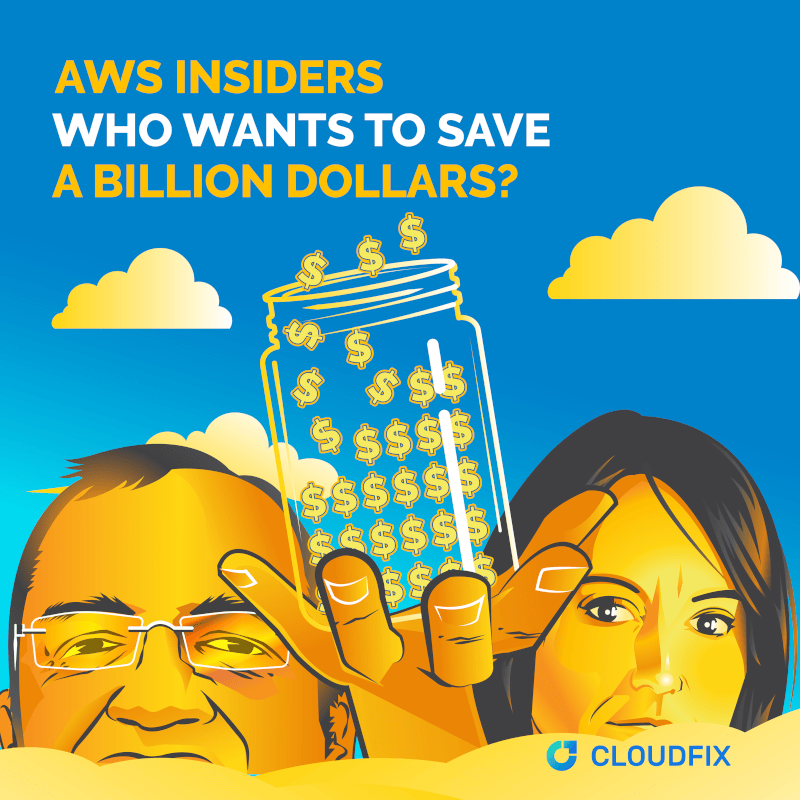 AWS INSIDERS
WHO WANTS TO SAVE
A BILLION DOLLARS?
$ $ $
$ $
$ $ $ $
$ $ $ $ $
$ $ $ $ $ $
$ $ $ $ $ $
$ $ $ $
CLOUDFIX